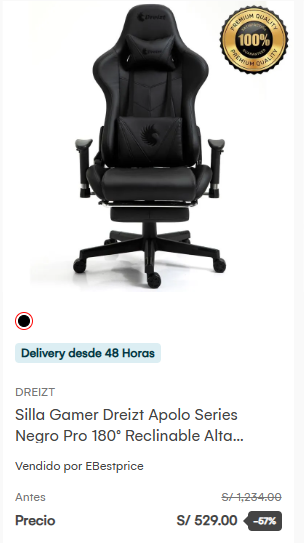 PREMIUM QUALITY
100%
GUARANTEE
PREMIUM QUALITY
Delivery desde 48 Horas
DREIZT
Silla Gamer Dreizt Apolo Series
Negro Pro 180° Reclinable Alta...
Vendido por EBestprice
Antes S/ 1,234.00
Precio S/ 529.00 -57%